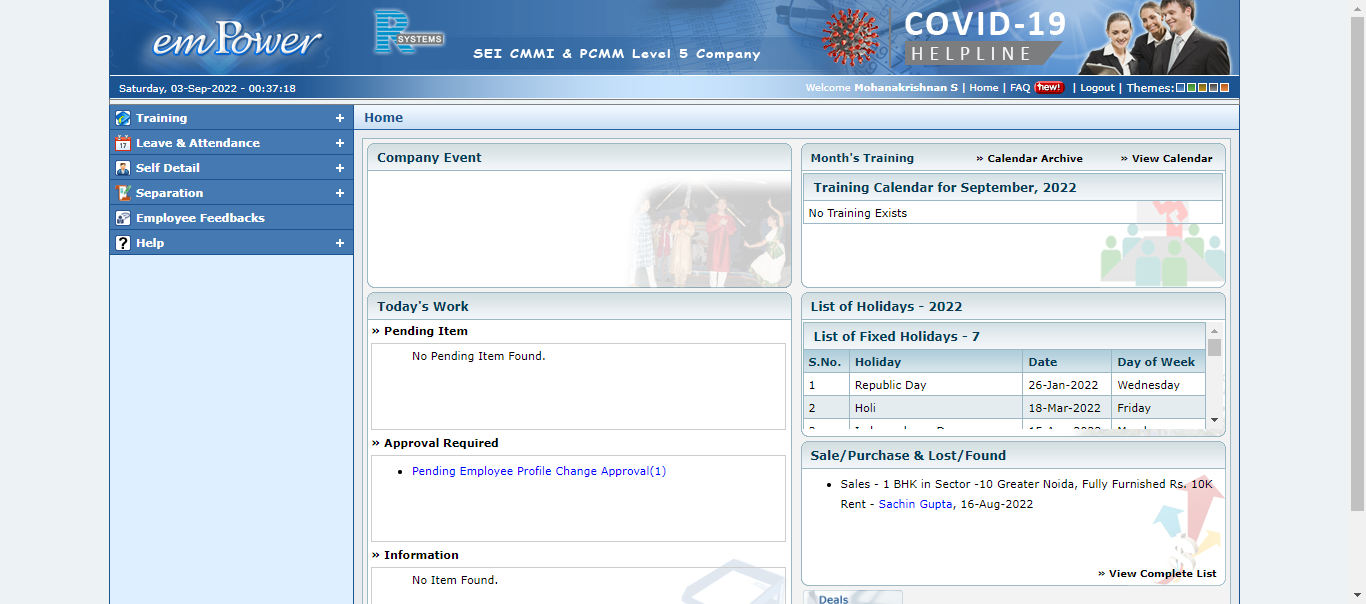 emPower
R SYSTEMS
SEI CMMI & PCMM Level 5 Company
COVID-19
HELPLINE
Saturday, 03-Sep-2022 - 00:37:18
Welcome Mohanakrishnan S | Home | FAQ new! | Logout | Themes:
Training +
Leave & Attendance +
Self Detail +
Separation +
Employee Feedbacks
Help +
Home
Company Event
Month's Training » Calendar Archive » View Calendar
Training Calendar for September, 2022
No Training Exists
Today's Work
» Pending Item
No Pending Item Found.
» Approval Required
• Pending Employee Profile Change Approval(1)
» Information
No Item Found.
List of Holidays - 2022
List of Fixed Holidays - 7
S.No. Holiday Date Day of Week
1 Republic Day 26-Jan-2022 Wednesday
2 Holi 18-Mar-2022 Friday
Sale/Purchase & Lost/Found
• Sales - 1 BHK in Sector -10 Greater Noida, Fully Furnished Rs. 10K
Rent - Sachin Gupta, 16-Aug-2022
» View Complete List
Deals